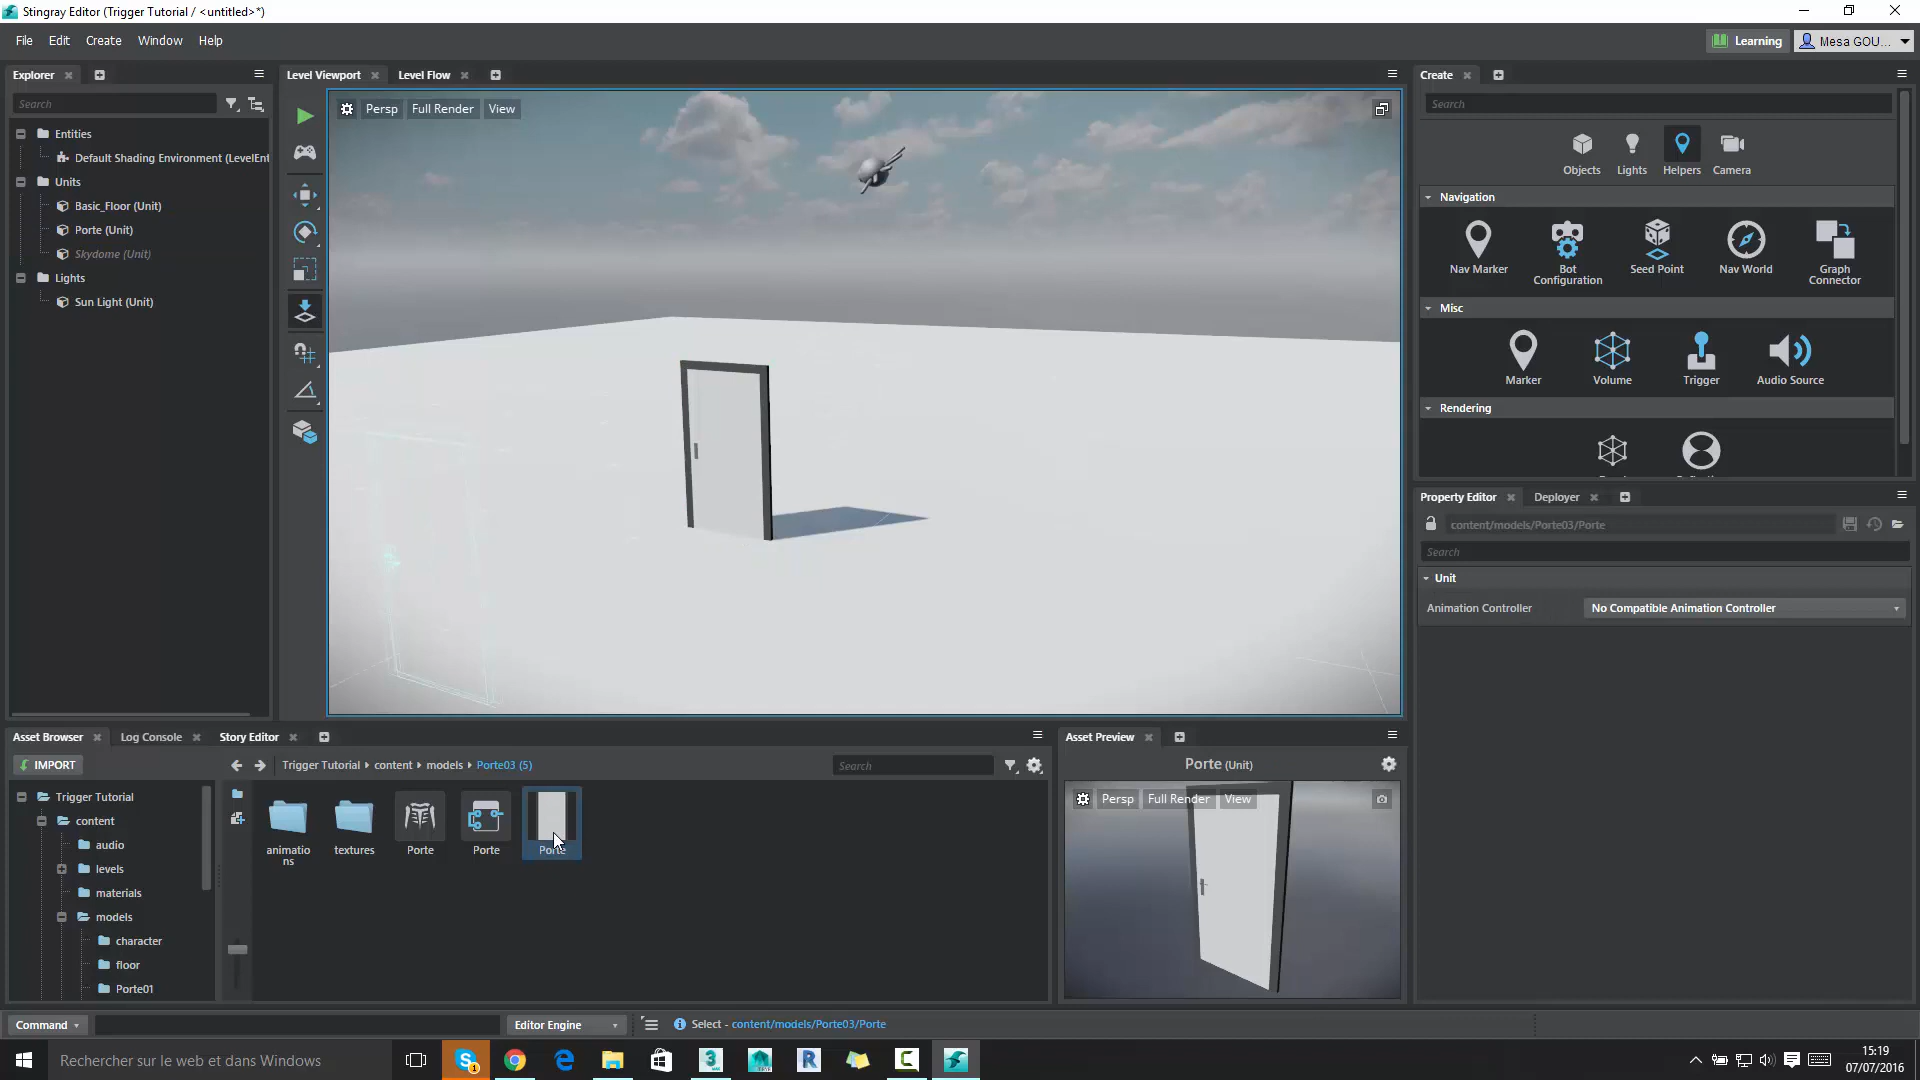 Stingray Editor (Trigger Tutorial / <untitled>*)
File Edit Create Window Help
Learning
Mesa GOU...
Explorer
Search
Entities
Default Shading Environment (LevelEnt
Units
Basic_Floor (Unit)
Porte (Unit)
Skydome (Unit)
Lights
Sun Light (Unit)
Level Viewport
Level Flow
Persp
Full Render
View
Create
Search
Objects
Lights
Helpers
Camera
Navigation
Nav Marker
Bot Configuration
Seed Point
Nav World
Graph Connector
Misc
Marker
Volume
Trigger
Audio Source
Rendering
Property Editor
Deployer
content/models/Porte03/Porte
Search
Unit
Animation Controller
No Compatible Animation Controller
Asset Browser
Log Console
Story Editor
IMPORT
Trigger Tutorial
content
models
Porte03 (5)
Search
Trigger Tutorial
content
audio
levels
materials
models
character
floor
Porte01
animatio
ns
textures
Porte
Porte
Porte
Asset Preview
Porte (Unit)
Persp
Full Render
View
Command
Editor Engine
Select - content/models/Porte03/Porte
Rechercher sur le web et dans Windows
15:19
07/07/2016